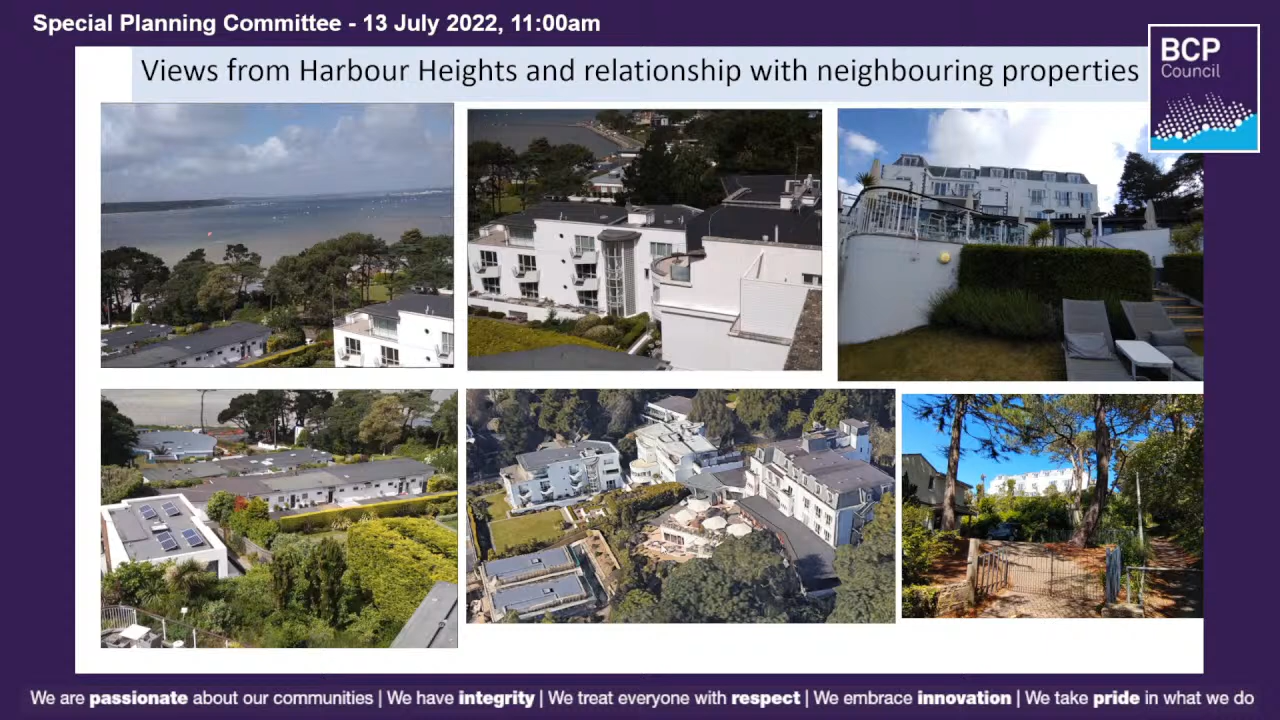 Special Planning Committee - 13 July 2022, 11:00am
BCP
Council
Views from Harbour Heights and relationship with neighbouring properties
We are passionate about our communities | We have integrity | We treat everyone with respect | We embrace innovation | We take pride in what we do